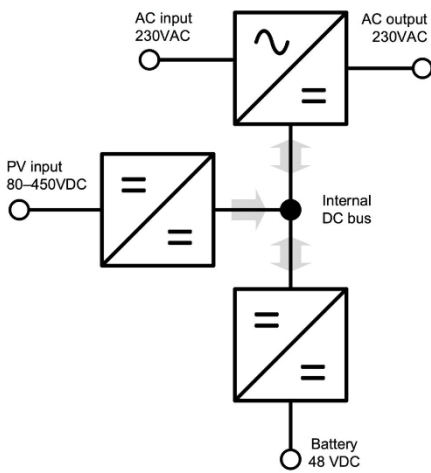 AC input
230VAC
AC output
230VAC
PV input
80–450VDC
Internal
DC bus
Battery
48 VDC